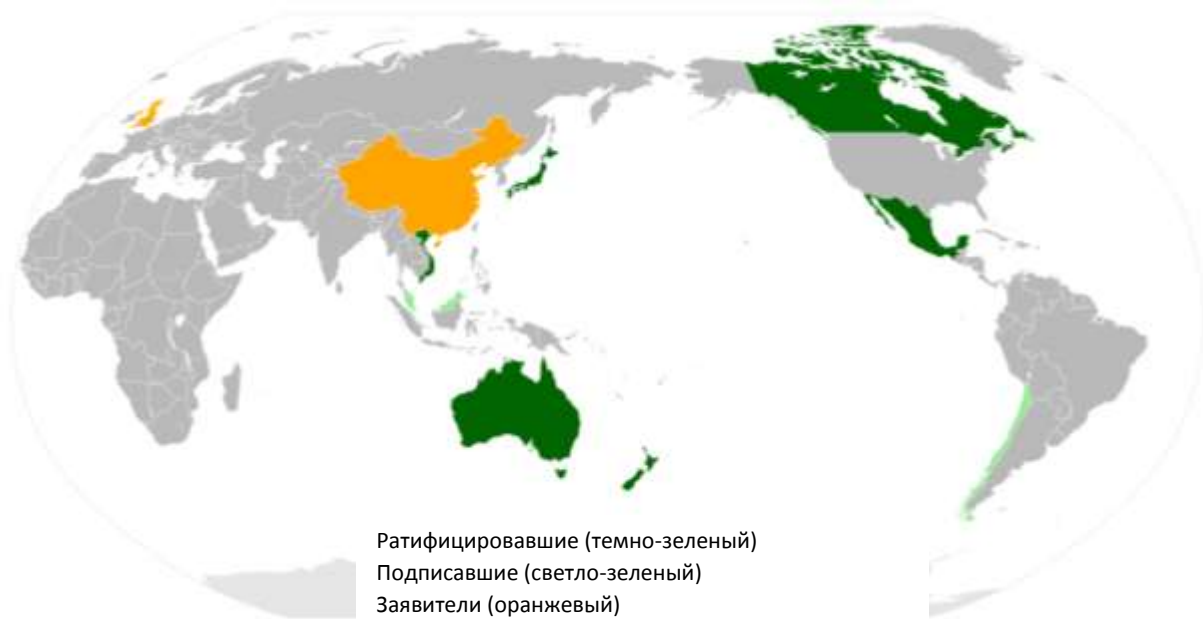 Ратифицировавшие (темно-зеленый)
Подписавшие (светло-зеленый)
Заявители (оранжевый)